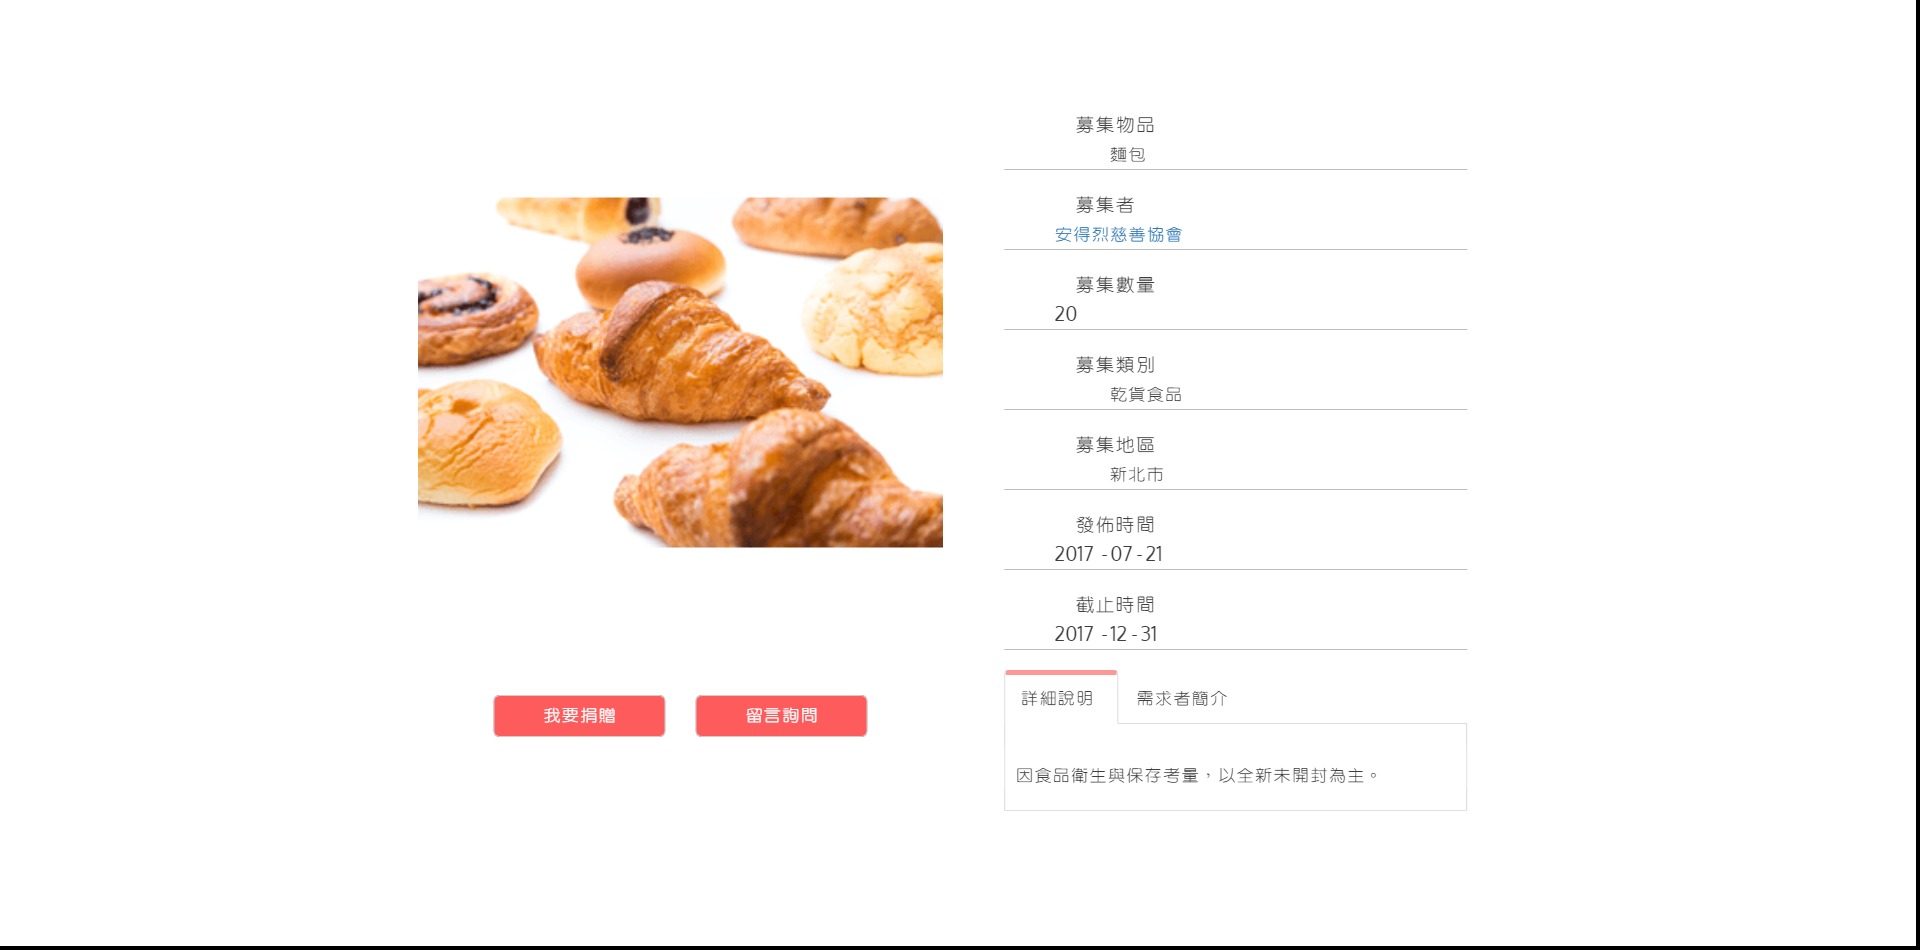 募集物品
麵包
募集者
安得烈慈善協會
募集數量
20
募集類別
乾貨食品
募集地區
新北市
發佈時間
2017 -07-21
截止時間
2017 -12-31
我要捐贈 留言詢問
詳細說明 需求者簡介
因食品衛生與保存考量，以全新未開封為主。